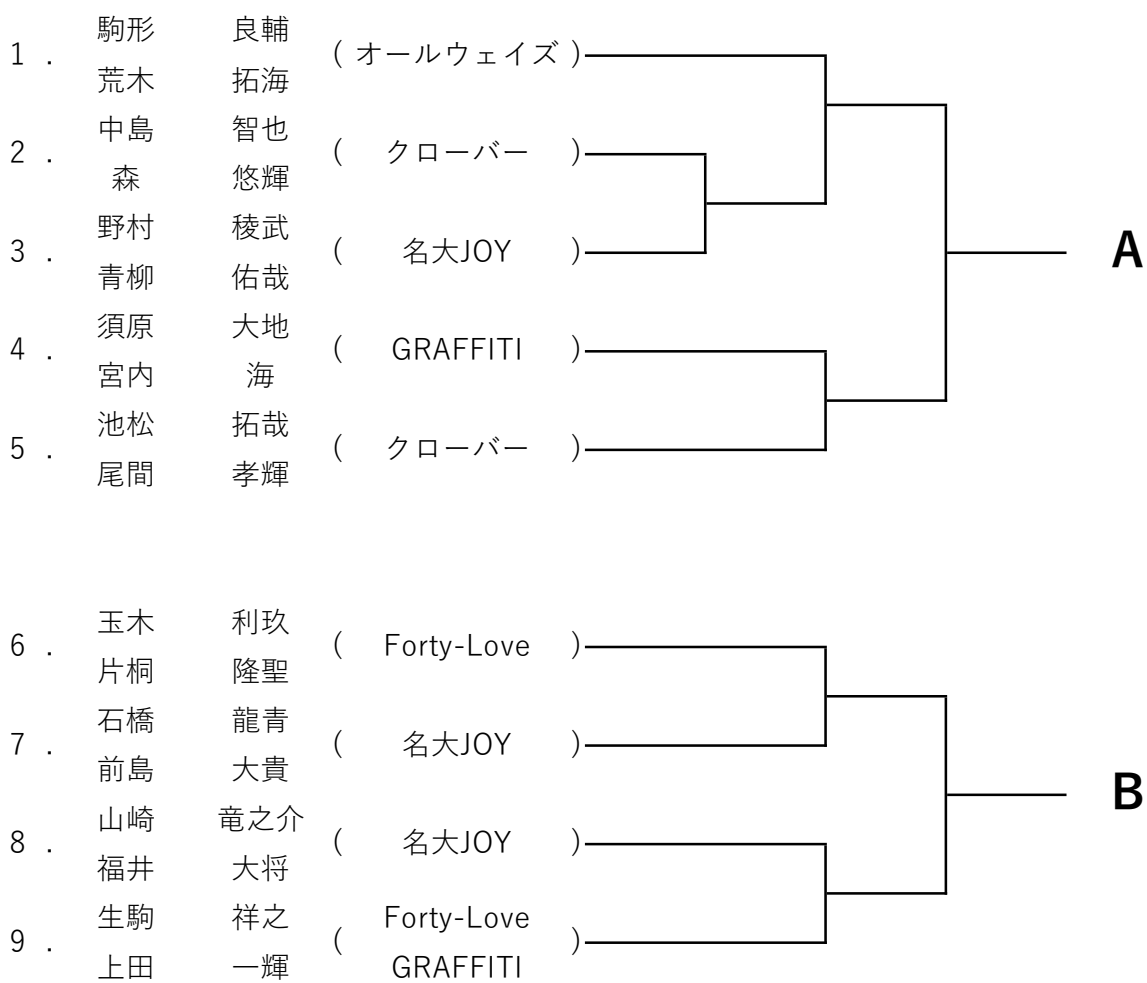 駒形 良輔
1 . ( オールウェイズ )
荒木 拓海
中島 智也
2 . ( クローバー )
森 悠輝
野村 稜武
3 . ( 名大JOY )
青柳 佑哉
A
須原 大地
4 . ( GRAFFITI )
宮内 海
池松 拓哉
5 . ( クローバー )
尾間 孝輝
玉木 利玖
6 . ( Forty-Love )
片桐 隆聖
石橋 龍青
7 . ( 名大JOY )
前島 大貴
B
山崎 竜之介
8 . ( 名大JOY )
福井 大将
生駒 祥之 Forty-Love
9 . ( )
上田 一輝 GRAFFITI